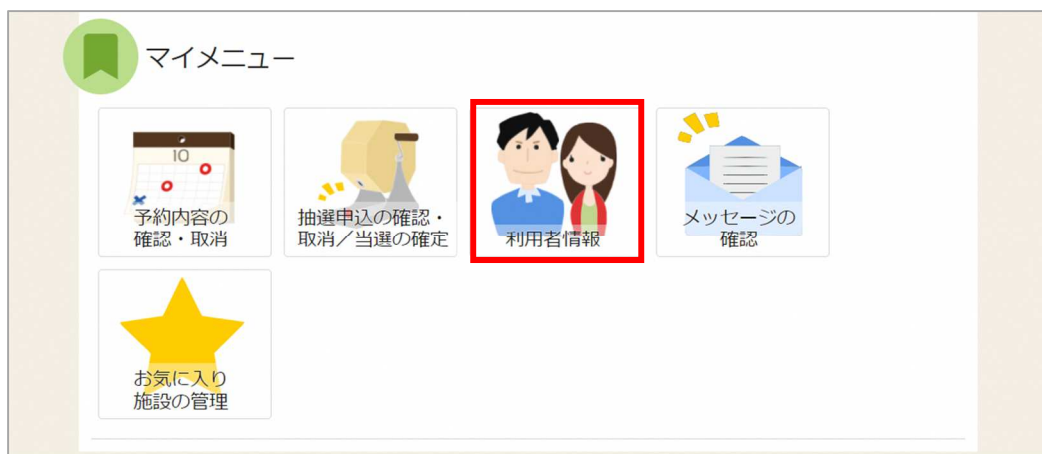 マイメニュー
10
予約内容の
確認・取消
抽選申込の確認・
取消／当選の確定
利用者情報
メッセージの
確認
お気に入り
施設の管理